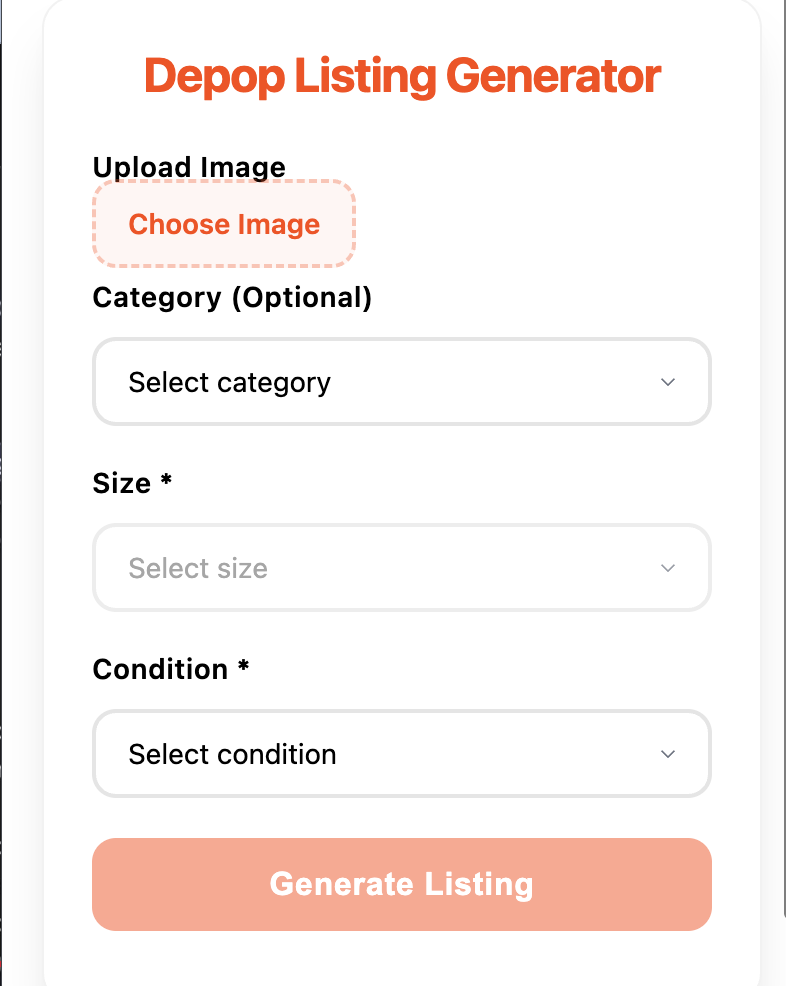 Depop Listing Generator
Upload Image
Choose Image
Category (Optional)
Select category
Size *
Select size
Condition *
Select condition
Generate Listing